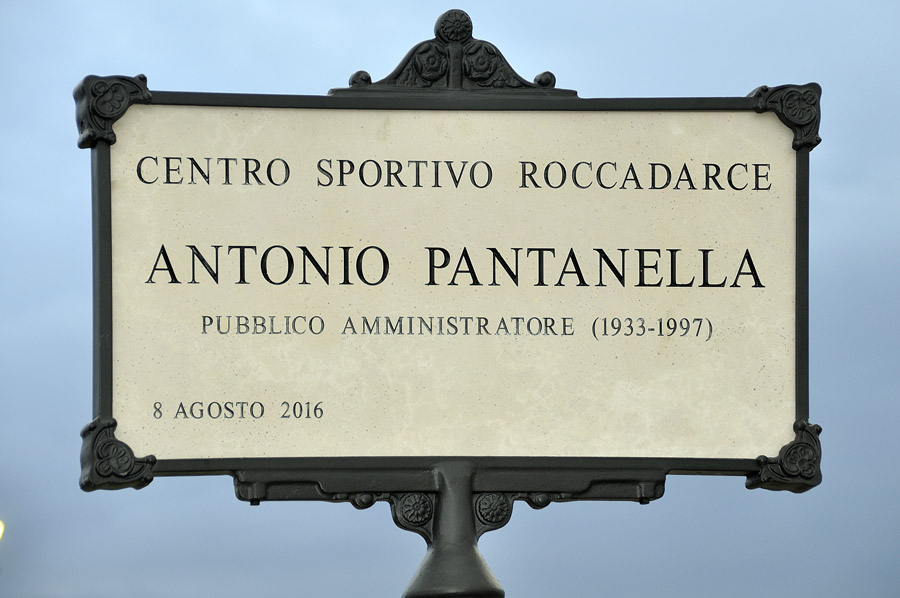 CENTRO SPORTIVO ROCCADARCE
ANTONIO PANTANELLA
PUBBLICO AMMINISTRATORE (1933-1997)
8 AGOSTO 2016